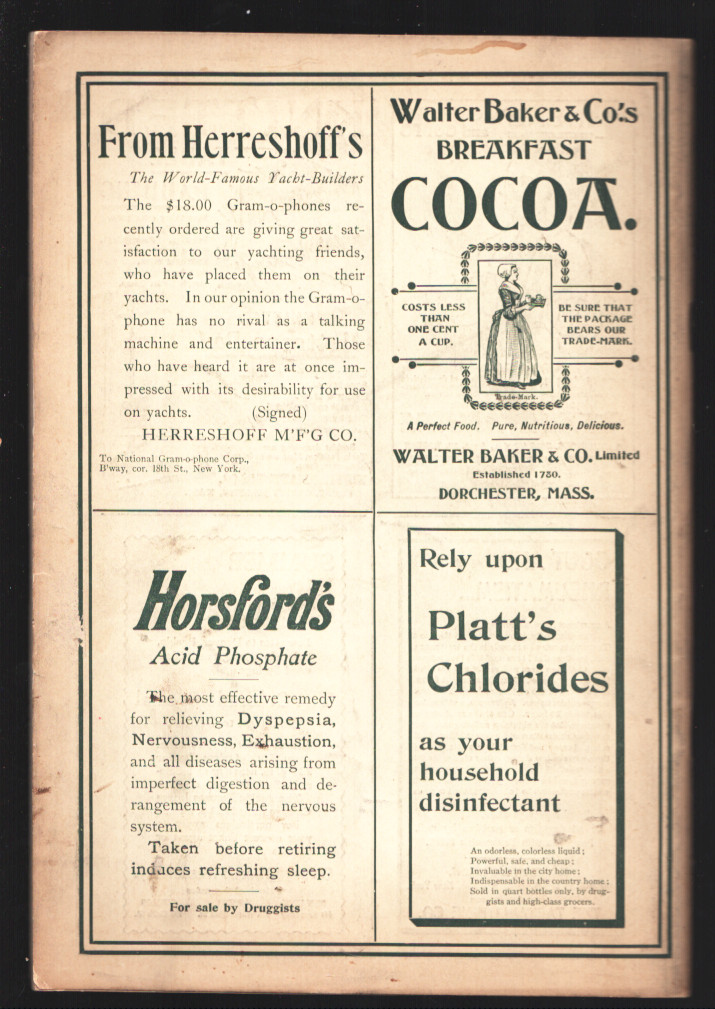 From Herreshoff's
The World-Famous Yacht-Builders
The $18.00 Gram-o-phones re-
cently ordered are giving great sat-
isfaction to our yachting friends,
who have placed them on their
yachts. In our opinion the Gram-o-
phone has no rival as a talking
machine and entertainer. Those
who have heard it are at once im-
pressed with its desirability for use
on yachts. (Signed)
HERRESHOFF M'F'G CO.
To National Gram-o-phone Corp.,
B'way, cor. 18th St., New York.
Walter Baker & Co.'s
BREAKFAST
COCOA.
COSTS LESS
THAN
ONE CENT
A CUP.
BE SURE THAT
THE PACKAGE
BEARS OUR
TRADE-MARK.
Trade-Mark.
A Perfect Food. Pure, Nutritious, Delicious.
WALTER BAKER & CO. Limited
Established 1780.
DORCHESTER, MASS.
Horsford's
Acid Phosphate
The most effective remedy
for relieving Dyspepsia,
Nervousness, Exhaustion,
and all diseases arising from
imperfect digestion and de-
rangement of the nervous
system.
Taken before retiring
induces refreshing sleep.
For sale by Druggists
Rely upon
Platt's
Chlorides
as your
household
disinfectant
An odorless, colorless liquid;
Powerful, safe, and cheap;
Invaluable in the city home;
Indispensable in the country home;
Sold in quart bottles only, by drug-
gists and high-class grocers.